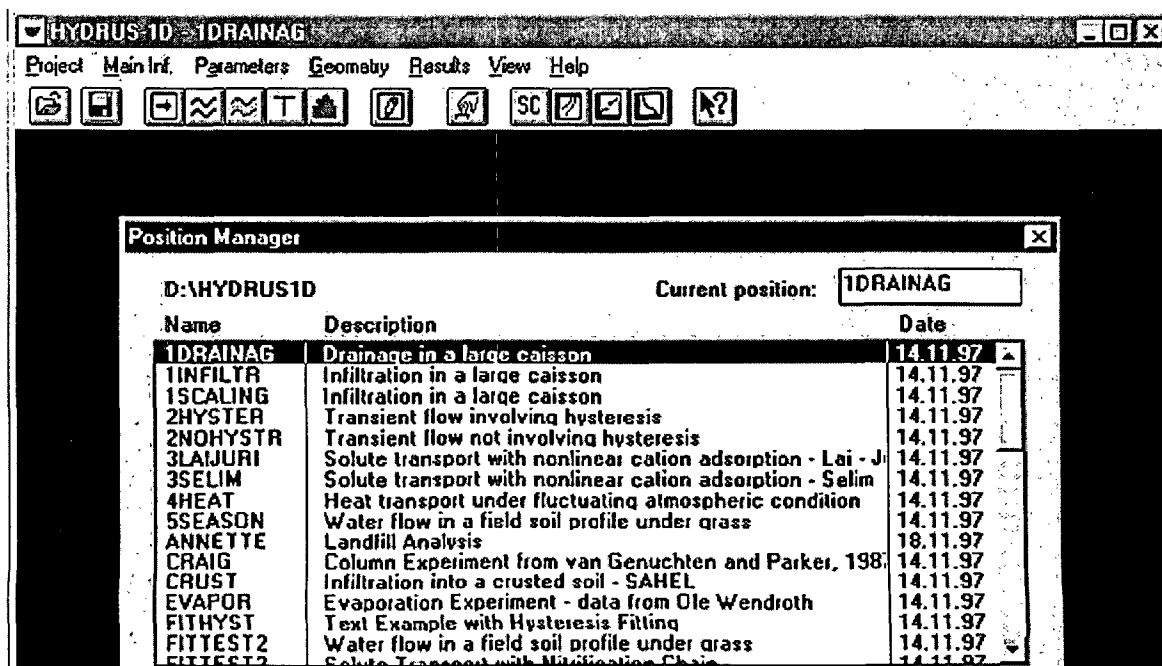 HYDRUS-1D - 1DRAINAG
Project Main Inf. Parameters Geometry Results View Help
SC
Position Manager
D:\HYDRUS1D Current position: 1DRAINAG
Name Description Date
1DRAINAG Drainage in a large caisson 14.11.97
1INFILTR Infiltration in a large caisson 14.11.97
1SCALING Infiltration in a large caisson 14.11.97
2HYSTER Transient flow involving hysteresis 14.11.97
2NOHYSTR Transient flow not involving hysteresis 14.11.97
3LAIJURI Solute transport with nonlinear cation adsorption - Lai - 14.11.97
3SELIM Solute transport with nonlinear cation adsorption - Selim 14.11.97
4HEAT Heat transport under fluctuating atmospheric condition 14.11.97
5SEASON Water flow in a field soil profile under grass 14.11.97
ANNETTE Landfill Analysis 18.11.97
CRAIG Column Experiment from van Genuchten and Parker, 198 14.11.97
CRUST Infiltration into a crusted soil - SAHEL 14.11.97
EVAPOR Evaporation Experiment - data from Ole Wendroth 14.11.97
FITHYST Text Example with Hysteresis Fitting 14.11.97
FITTEST2 Water flow in a field soil profile under grass 14.11.97
Solute Transport with Nitrification Chain 14.11.97